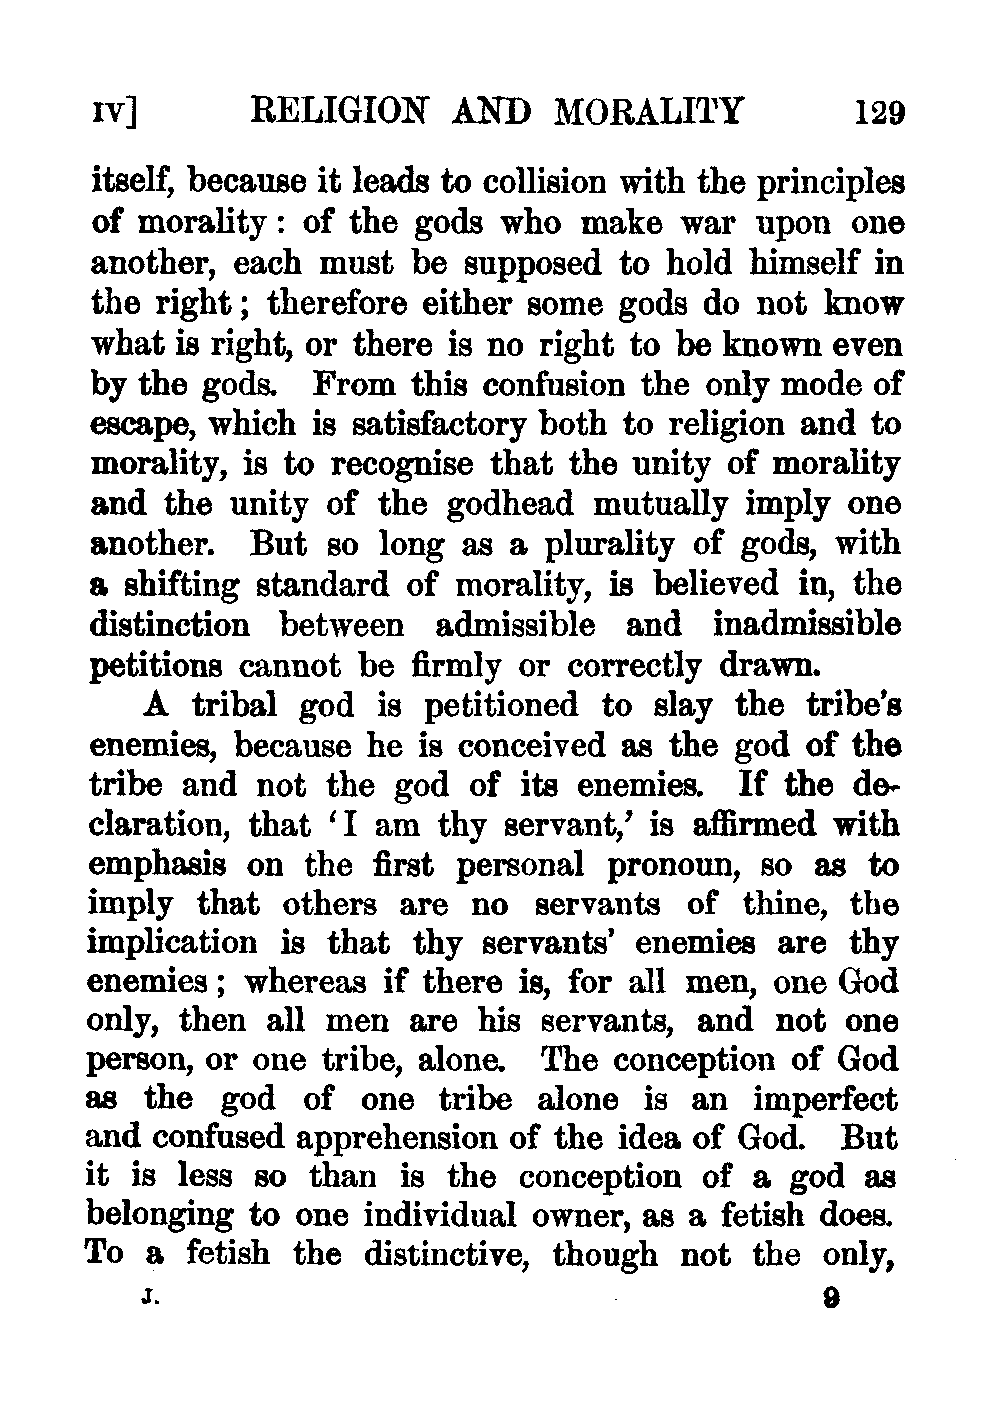 IV] RELIGION AND MORALITY 129
itself, because it leads to collision with the principles
of morality : of the gods who make war upon one
another, each must be supposed to hold himself in
the right ; therefore either some gods do not know
what is right, or there is no right to be known even
by the gods. From this confusion the only mode of
escape, which is satisfactory both to religion and to
morality, is to recognise that the unity of morality
and the unity of the godhead mutually imply one
another. But so long as a plurality of gods, with
a shifting standard of morality, is believed in, the
distinction between admissible and inadmissible
petitions cannot be firmly or correctly drawn.
A tribal god is petitioned to slay the tribe's
enemies, because he is conceived as the god of the
tribe and not the god of its enemies. If the de-
claration, that ‘I am thy servant,’ is affirmed with
emphasis on the first personal pronoun, so as to
imply that others are no servants of thine, the
implication is that thy servants' enemies are thy
enemies ; whereas if there is, for all men, one God
only, then all men are his servants, and not one
person, or one tribe, alone. The conception of God
as the god of one tribe alone is an imperfect
and confused apprehension of the idea of God. But
it is less so than is the conception of a god as
belonging to one individual owner, as a fetish does.
To a fetish the distinctive, though not the only,
J. 9